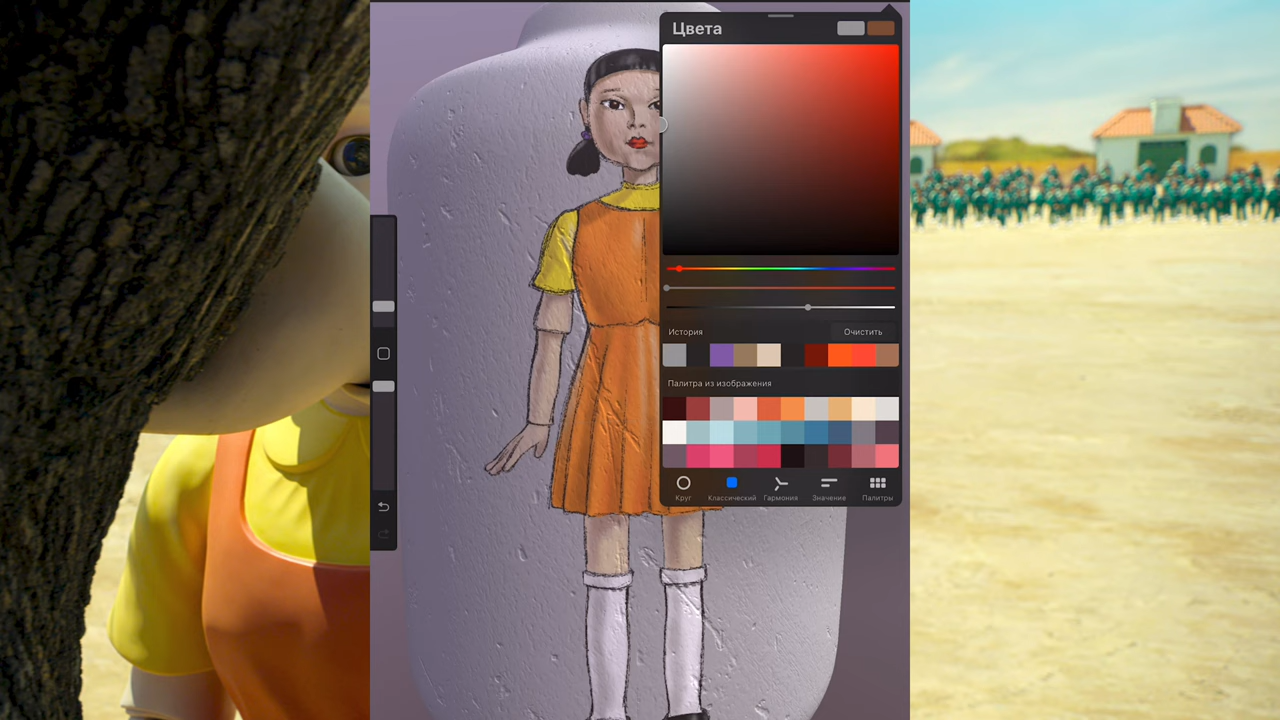 Цвета
История
Очистить
Палитра из изображения
Круг
Классический
Гармония
Значение
Палитры